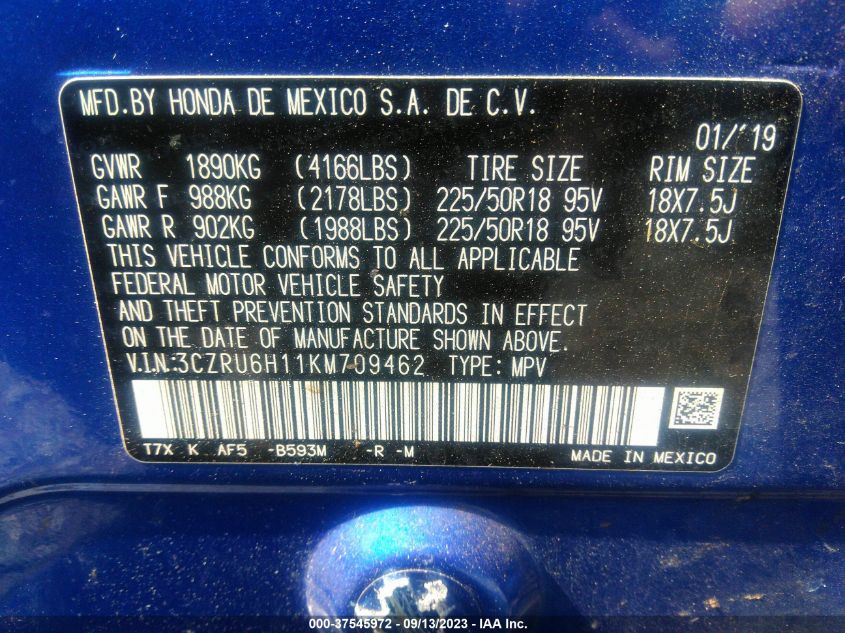 MFD.BY HONDA DE MEXICO S.A. DE C.V.
01/'19
GVWR 1890KG (4166LBS) TIRE SIZE RIM SIZE
GAWR F 988KG (2178LBS) 225/50R18 95V 18X7.5J
GAWR R 902KG (1988LBS) 225/50R18 95V 18X7.5J
THIS VEHICLE CONFORMS TO ALL APPLICABLE
FEDERAL MOTOR VEHICLE SAFETY
AND THEFT PREVENTION STANDARDS IN EFFECT
ON THE DATE OF MANUFACTURE SHOWN ABOVE.
V.I.N:3CZRU6H11KM709462 TYPE: MPV
T7X K AF5 -B593M -R -M MADE IN MEXICO
000-37545972 - 09/13/2023 - IAA Inc.